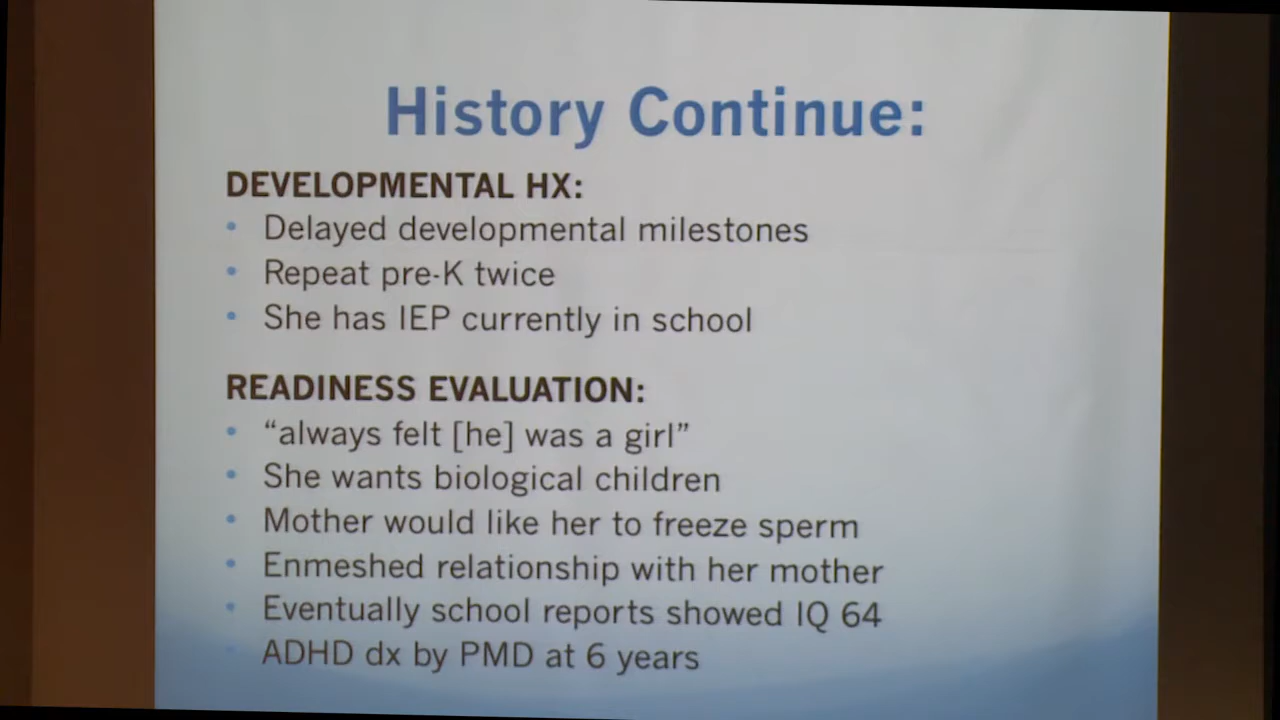 History Continue:
DEVELOPMENTAL HX:
• Delayed developmental milestones
• Repeat pre-K twice
• She has IEP currently in school
READINESS EVALUATION:
• “always felt [he] was a girl”
• She wants biological children
• Mother would like her to freeze sperm
• Enmeshed relationship with her mother
• Eventually school reports showed IQ 64
• ADHD dx by PMD at 6 years